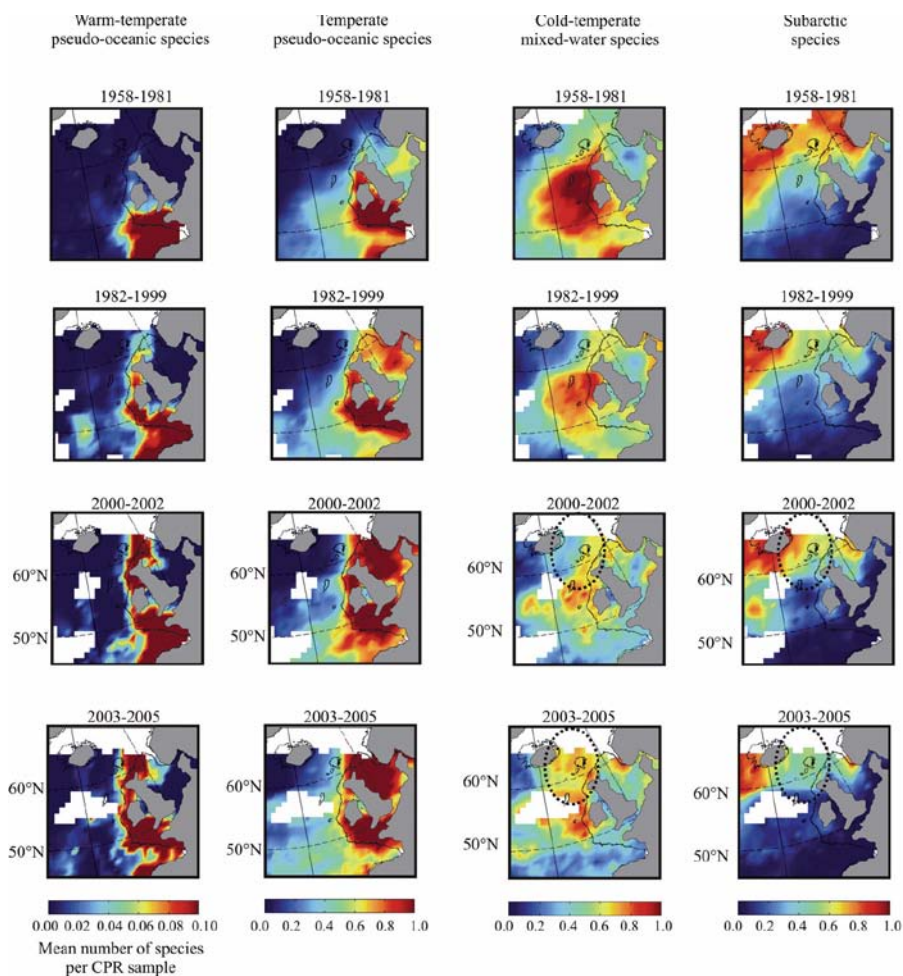 Warm-temperate
pseudo-oceanic species
Temperate
pseudo-oceanic species
Cold-temperate
mixed-water species
Subarctic
species
1958-1981
1958-1981
1958-1981
1958-1981
1982-1999
1982-1999
1982-1999
1982-1999
2000-2002
2000-2002
2000-2002
2000-2002
60°N
60°N
60°N
60°N
50°N
50°N
50°N
50°N
2003-2005
2003-2005
2003-2005
2003-2005
60°N
60°N
60°N
60°N
50°N
50°N
50°N
50°N
0.00 0.02 0.04 0.06 0.08 0.10
0.0 0.2 0.4 0.6 0.8 1.0
0.0 0.2 0.4 0.6 0.8 1.0
0.0 0.2 0.4 0.6 0.8 1.0
Mean number of species
per CPR sample